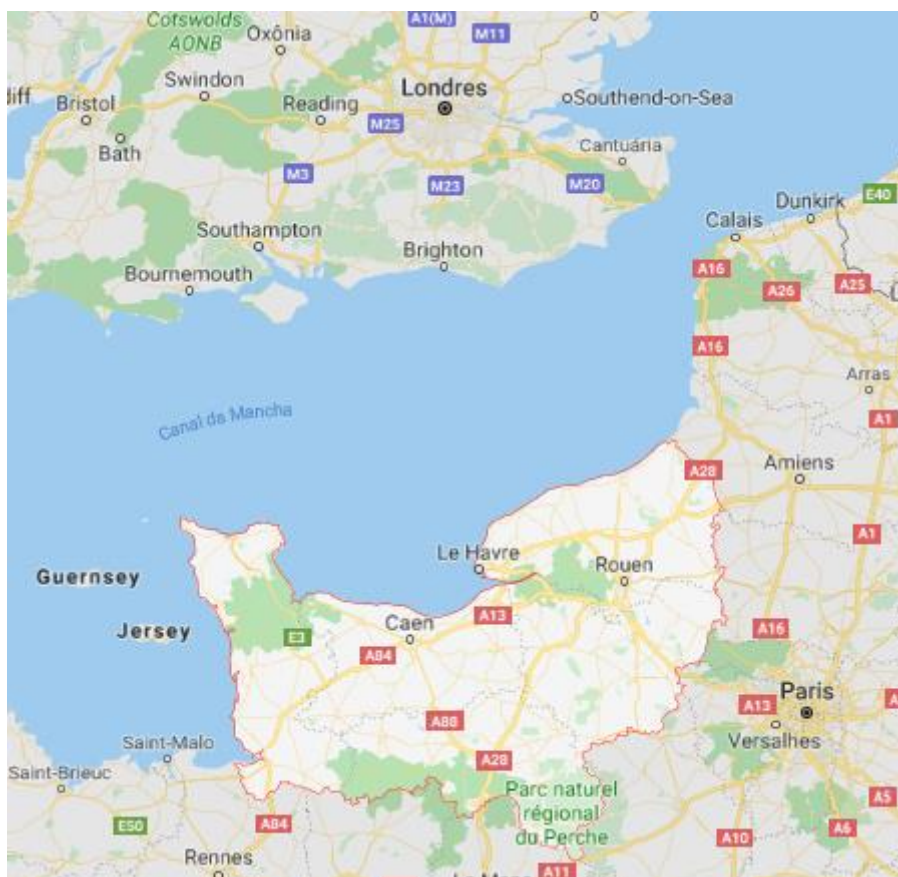 Cotswolds
AONB
Oxônia
A1(M)
M11
Swindon
Londres
Southend-on-Sea
diff
Bristol
Reading
M25
Bath
Cantuária
M3
M23
M20
Dunkirk
E40
Southampton
Calais
Brighton
Bournemouth
A16
A26
A25
A16
Arras
Canal da Mancha
A1
A28
Amiens
A1
Le Havre
Rouen
Guernsey
Jersey
E3
Caen
A13
A16
A84
Paris
A13
A88
Versalhes
Saint-Malo
A28
Saint-Brieuc
Parc naturel
régional
du Perche
A5
E50
A84
A10
A6
Rennes
A11